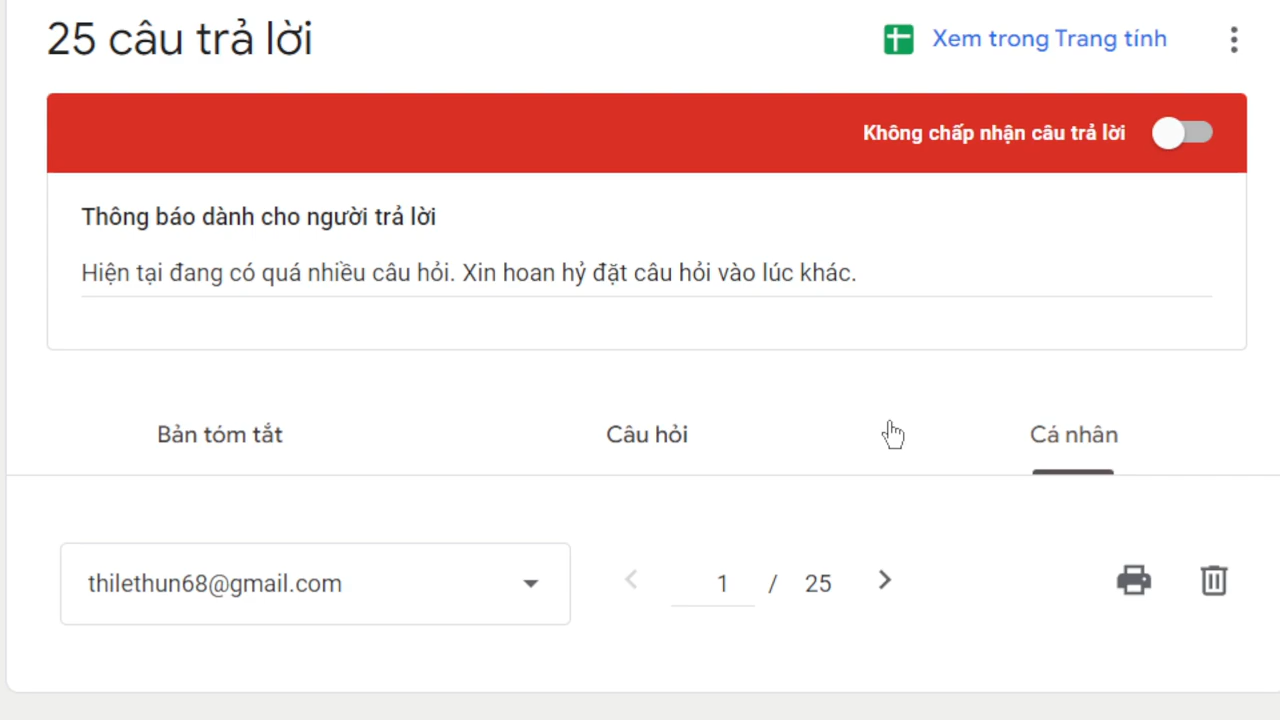 25 câu trả lời
Xem trong Trang tính
Không chấp nhận câu trả lời
Thông báo dành cho người trả lời
Hiện tại đang có quá nhiều câu hỏi. Xin hoan hỷ đặt câu hỏi vào lúc khác.
Bản tóm tắt
Câu hỏi
Cá nhân
thilethun68@gmail.com
1 / 25